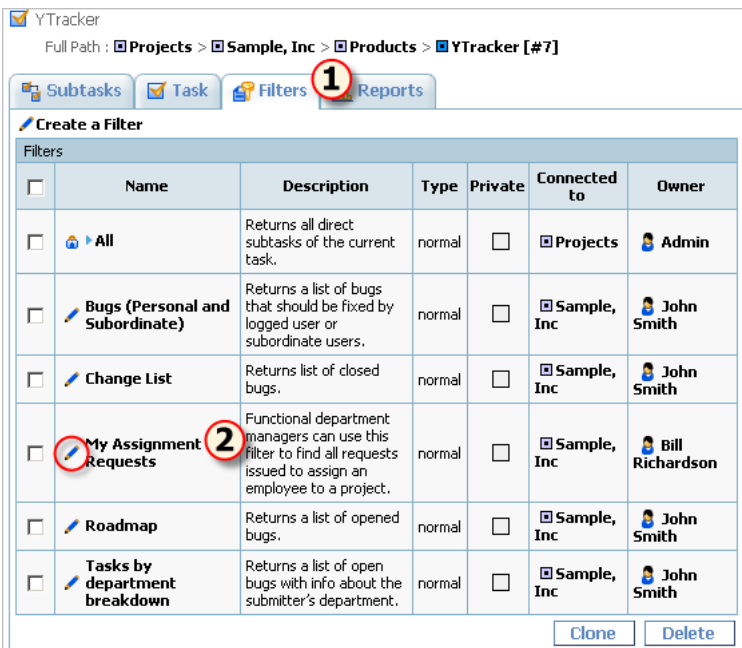 YTracker
Full Path : Projects > Sample, Inc > Products > YTracker [#7]
Subtasks Task Filters 1 Reports
Create a Filter
Filters
Name Description Type Private Connected to Owner
All
Returns all direct
subtasks of the current
task.
normal
Projects
Admin
Bugs (Personal and
Subordinate)
Returns a list of bugs
that should be fixed by
logged user or
subordinate users.
normal
Sample,
Inc
John
Smith
Change List
Returns list of closed
bugs.
normal
Sample,
Inc
John
Smith
My Assignment
Requests
2
Functional department
managers can use this
filter to find all requests
issued to assign an
employee to a project.
normal
Sample,
Inc
Bill
Richardson
Roadmap
Returns a list of opened
bugs.
normal
Sample,
Inc
John
Smith
Tasks by
department
breakdown
Returns a list of open
bugs with info about the
submitter's department.
normal
Sample,
Inc
John
Smith
Clone Delete